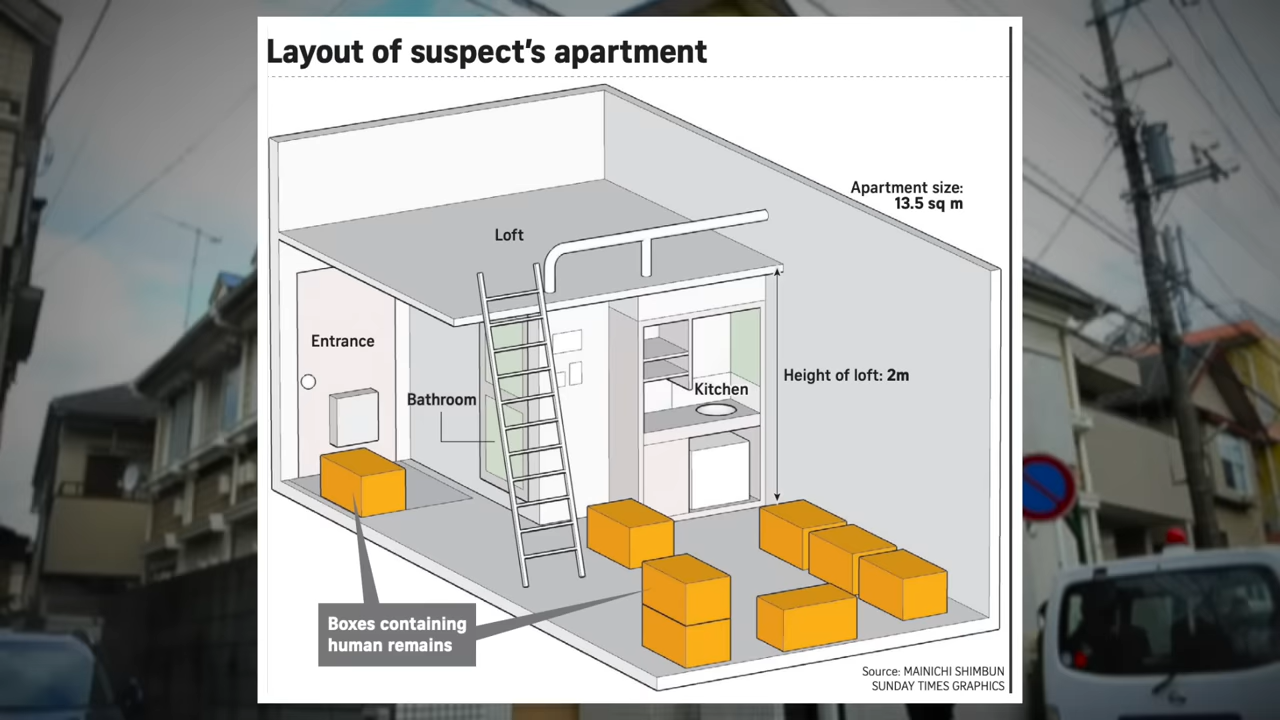 Layout of suspect's apartment
Apartment size:
13.5 sq m
Loft
Entrance
Bathroom
Kitchen
Height of loft: 2m
Boxes containing
human remains
Source: MAINICHI SHIMBUN
SUNDAY TIMES GRAPHICS